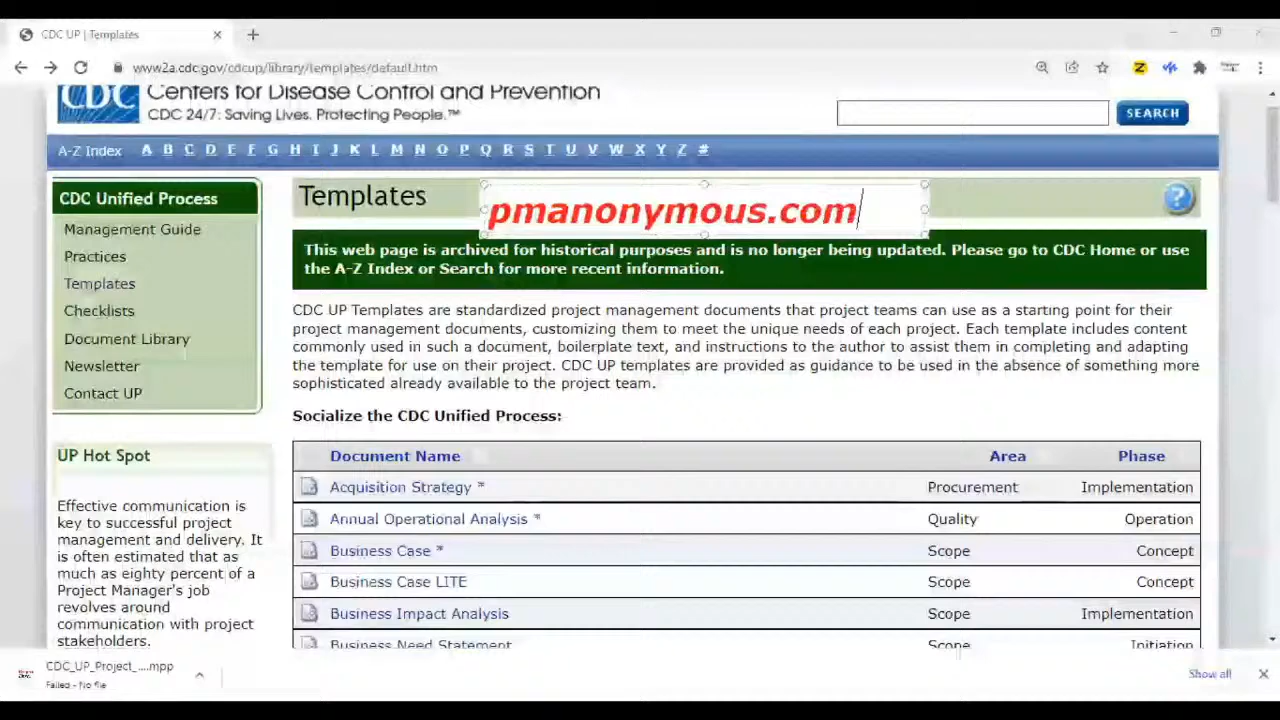 CDC UP | Templates
www2a.cdc.gov/cdcup/library/templates/default.htm
CDC Centers for Disease Control and Prevention
CDC 24/7: Saving Lives. Protecting People.™
SEARCH
A-Z Index A B C D E F G H I J K L M N O P Q R S T U V W X Y Z #
CDC Unified Process
Management Guide
Practices
Templates
Checklists
Document Library
Newsletter
Contact UP
UP Hot Spot
Effective communication is
key to successful project
management and delivery. It
is often estimated that as
much as eighty percent of a
Project Manager's job
revolves around
communication with project
stakeholders.
Templates
pmanonymous.com
?
This web page is archived for historical purposes and is no longer being updated. Please go to CDC Home or use
the A-Z Index or Search for more recent information.
CDC UP Templates are standardized project management documents that project teams can use as a starting point for their
project management documents, customizing them to meet the unique needs of each project. Each template includes content
commonly used in such a document, boilerplate text, and instructions to the author to assist them in completing and adapting
the template for use on their project. CDC UP templates are provided as guidance to be used in the absence of something more
sophisticated already available to the project team.
Socialize the CDC Unified Process:
Document Name Area Phase
Acquisition Strategy * Procurement Implementation
Annual Operational Analysis * Quality Operation
Business Case * Scope Concept
Business Case LITE Scope Concept
Business Impact Analysis Scope Implementation
Business Need Statement Scope Initiation
CDC_UP_Project_....mpp
Failed - No file
Show all